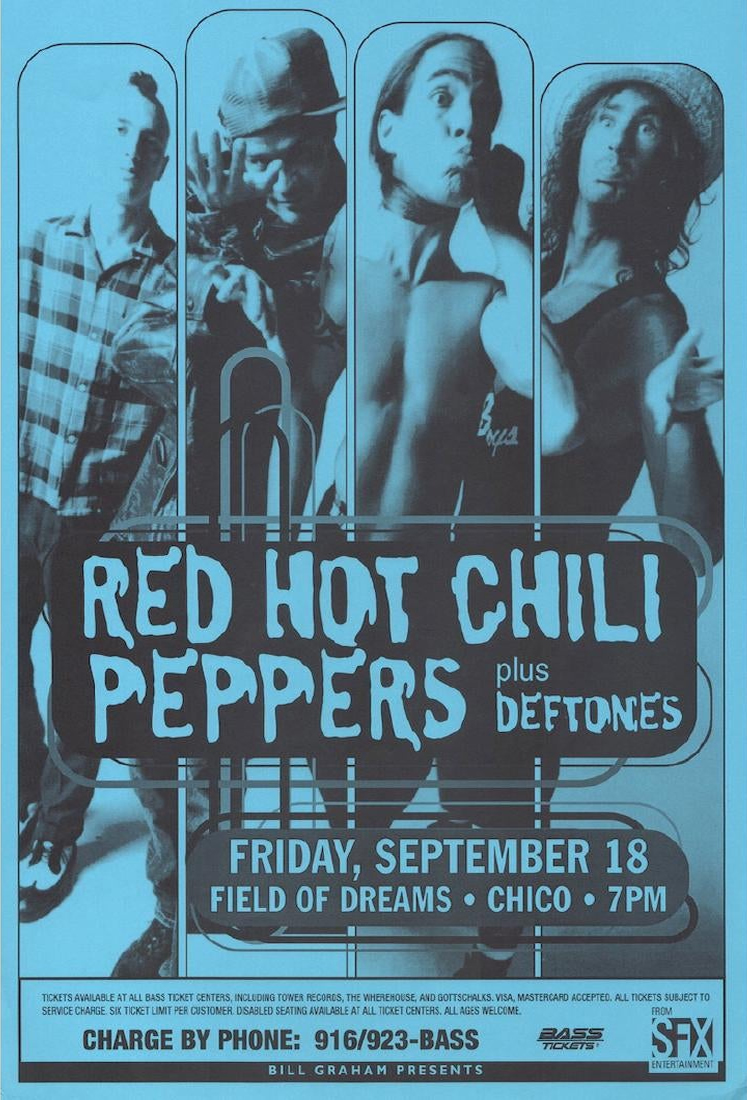 Boys
RED HOT CHILI
PEPPERS plus
DEFTONES
FRIDAY, SEPTEMBER 18
FIELD OF DREAMS • CHICO • 7PM
TICKETS AVAILABLE AT ALL BASS TICKET CENTERS, INCLUDING TOWER RECORDS, THE WHEREHOUSE, AND GOTTSCHALKS. VISA, MASTERCARD ACCEPTED. ALL TICKETS SUBJECT TO
SERVICE CHARGE. SIX TICKET LIMIT PER CUSTOMER. DISABLED SEATING AVAILABLE AT ALL TICKET CENTERS. ALL AGES WELCOME.
CHARGE BY PHONE: 916/923-BASS
BASS
TICKETS
FROM
SFX
ENTERTAINMENT
BILL GRAHAM PRESENTS